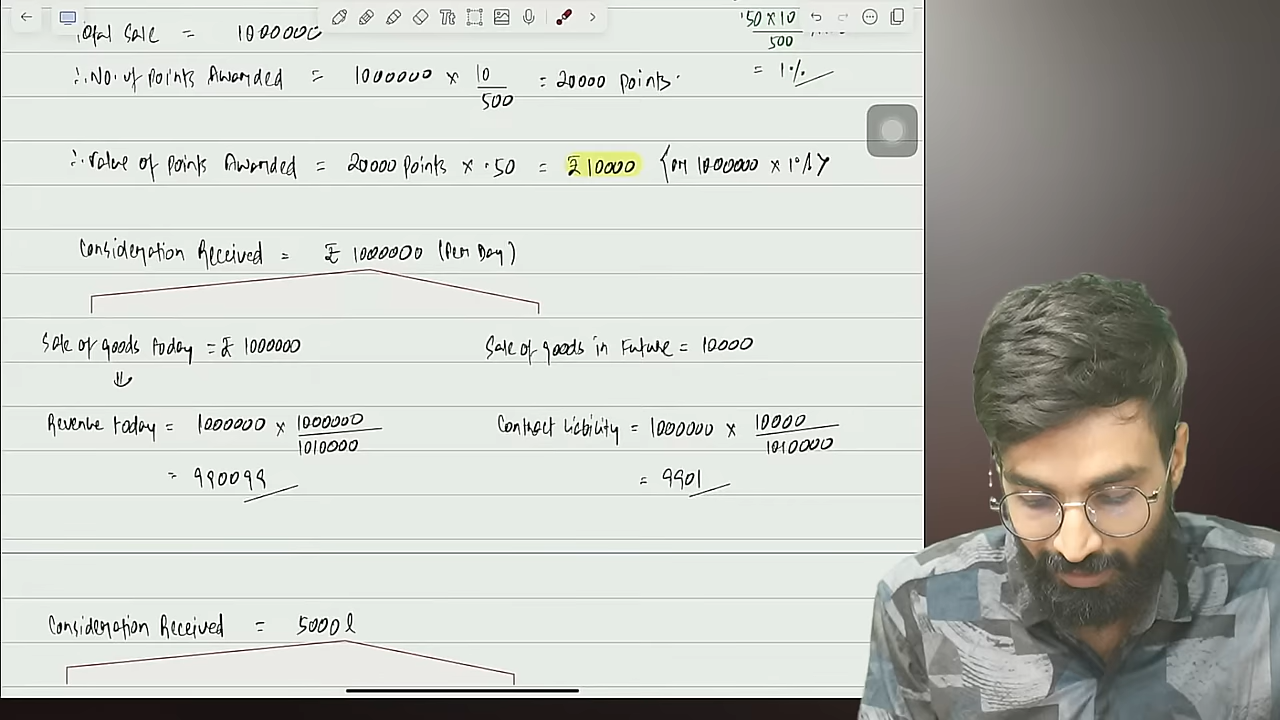 Total Sale = 1000000
.50 × 10 / 500
= 1%
∴ No. of points Awarded = 1000000 × 10/500 = 20000 points.
∴ Value of points Awarded = 20000 points × .50 = ₹10000 {or 1000000 × 1%}
Consideration Received = ₹ 1000000 (Per Day)
Sale of goods today = ₹ 1000000
Sale of goods in Future = 10000
Revenue today = 1000000 × 1000000/1010000
Contract liability = 1000000 × 10000/1010000
= 990099
= 9901
Consideration Received = 5000 l